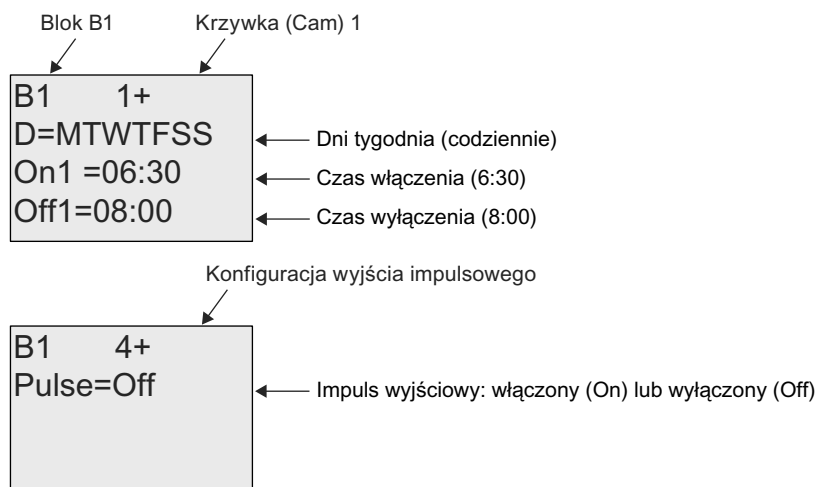 Blok B1 Krzywka (Cam) 1
B1 1+
D=MTWTFSS Dni tygodnia (codziennie)
On1 =06:30 Czas włączenia (6:30)
Off1=08:00 Czas wyłączenia (8:00)
Konfiguracja wyjścia impulsowego
B1 4+
Pulse=Off Impuls wyjściowy: włączony (On) lub wyłączony (Off)